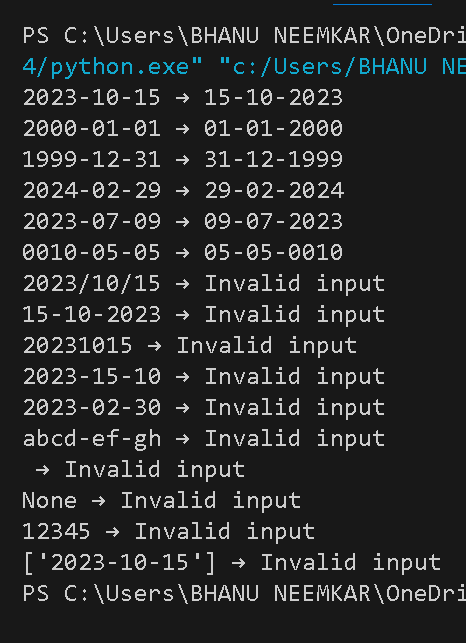 PS C:\Users\BHANU NEEMKAR\OneDri
4/python.exe" "c:/Users/BHANU NE
2023-10-15 → 15-10-2023
2000-01-01 → 01-01-2000
1999-12-31 → 31-12-1999
2024-02-29 → 29-02-2024
2023-07-09 → 09-07-2023
0010-05-05 → 05-05-0010
2023/10/15 → Invalid input
15-10-2023 → Invalid input
20231015 → Invalid input
2023-15-10 → Invalid input
2023-02-30 → Invalid input
abcd-ef-gh → Invalid input
 → Invalid input
None → Invalid input
12345 → Invalid input
['2023-10-15'] → Invalid input
PS C:\Users\BHANU NEEMKAR\OneDri